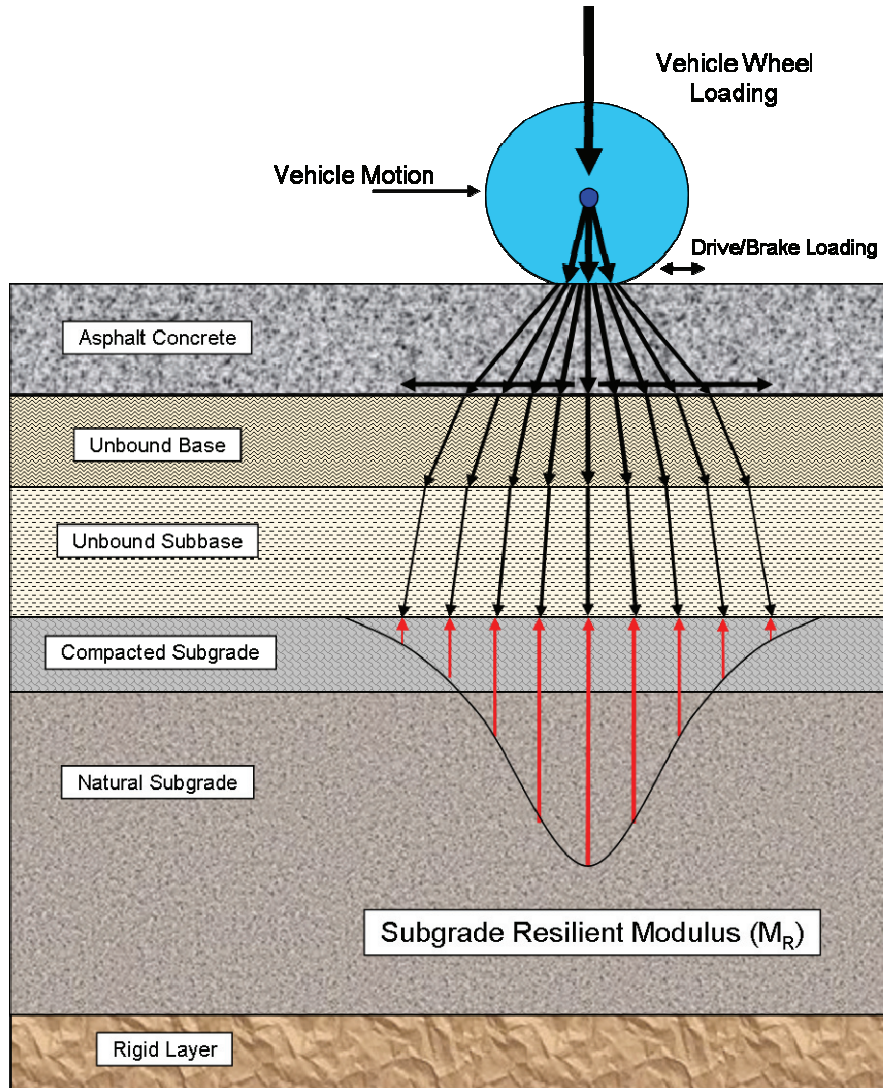 Vehicle Wheel
Loading
Vehicle Motion
Drive/Brake Loading
Asphalt Concrete
Unbound Base
Unbound Subbase
Compacted Subgrade
Natural Subgrade
Subgrade Resilient Modulus (M_R)
Rigid Layer